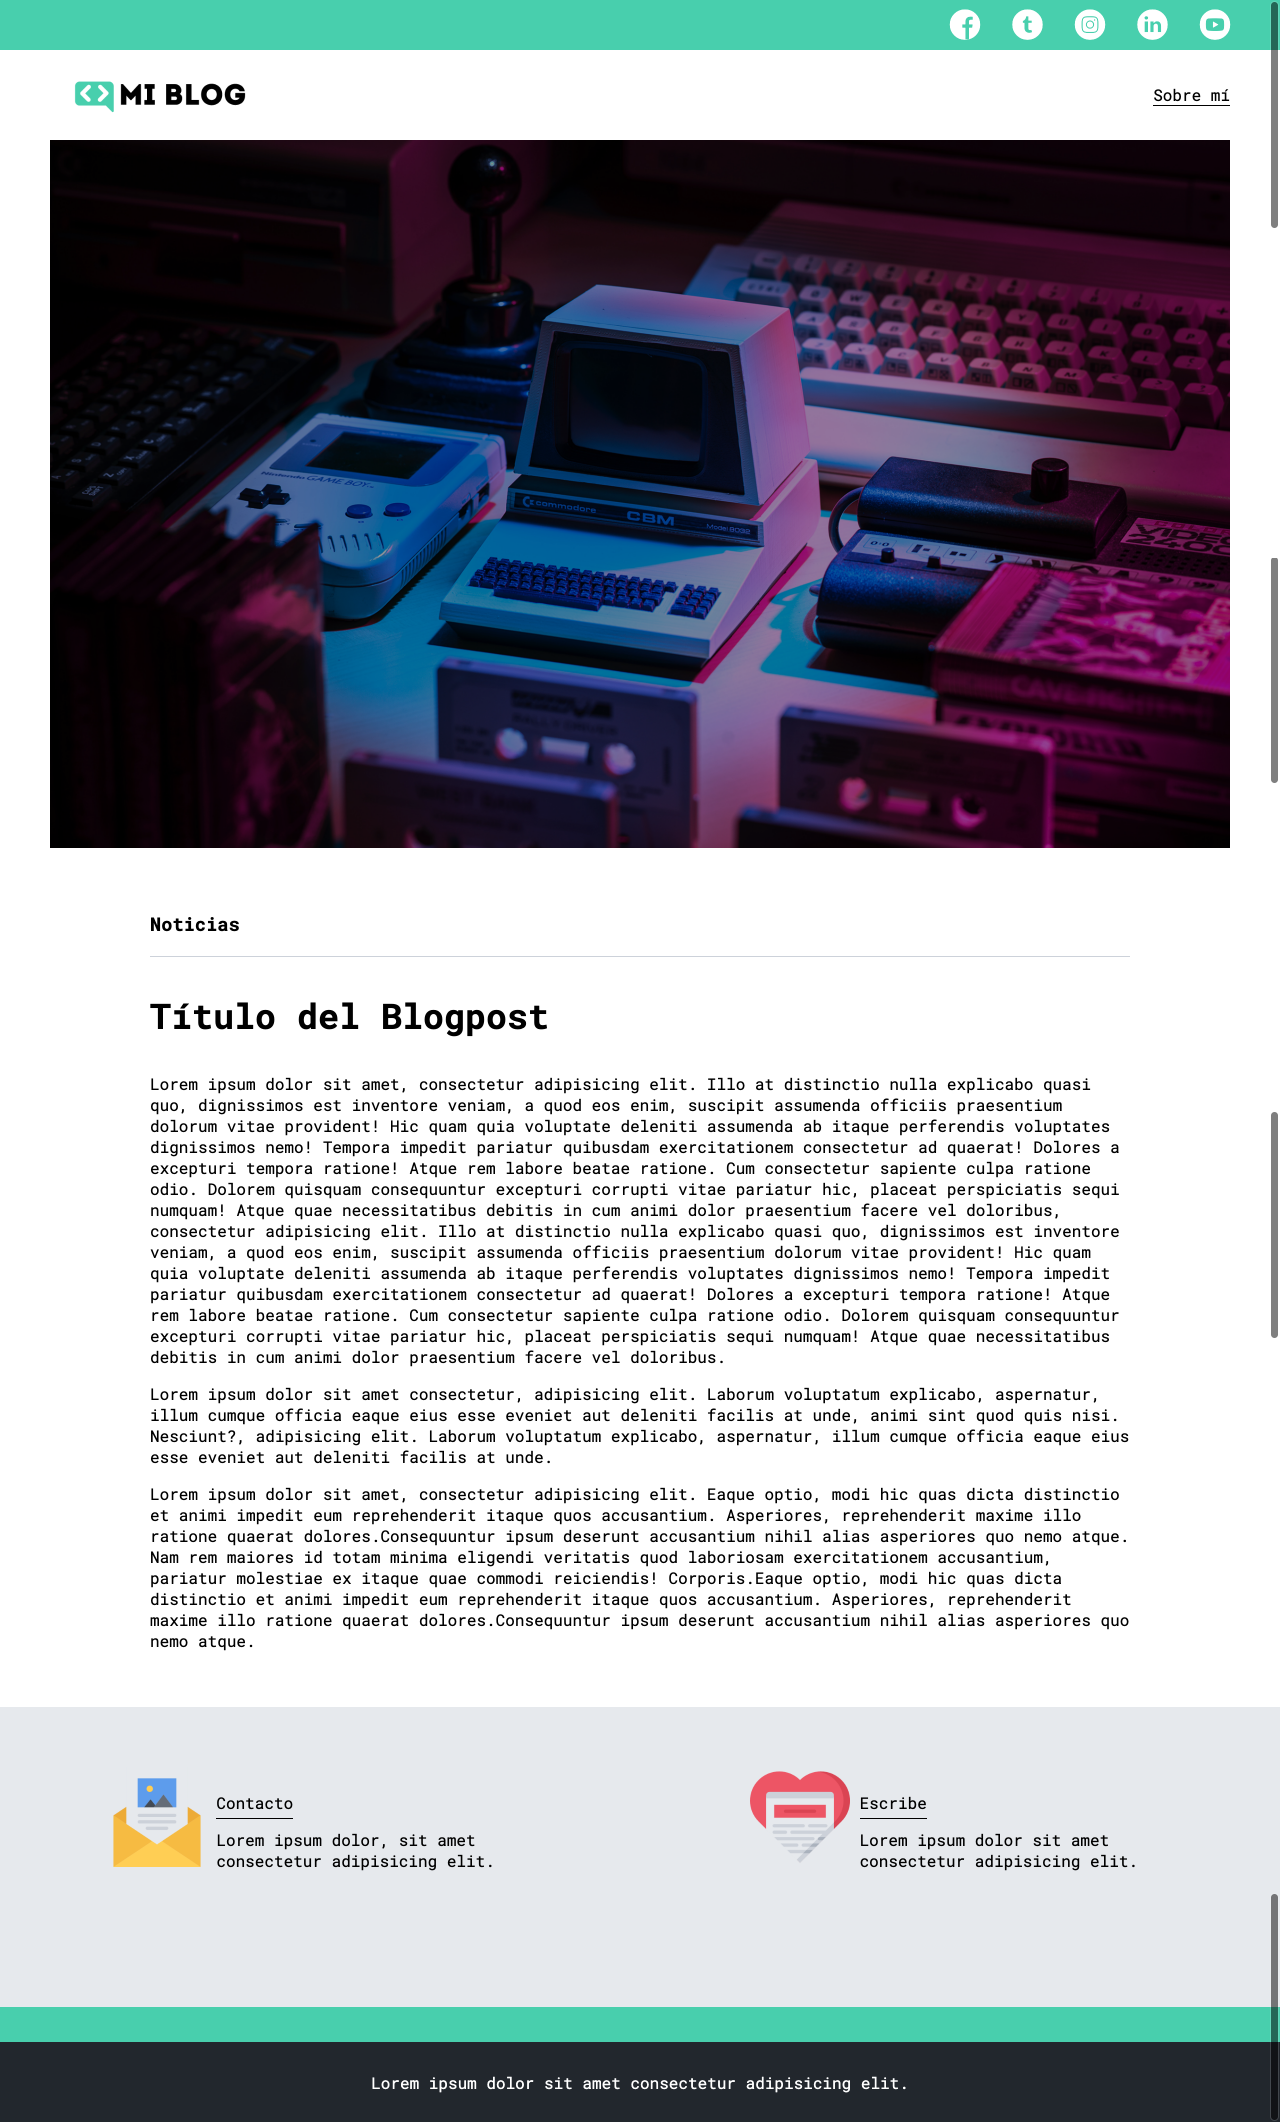 MI BLOG
Sobre mí
Nintendo GAME BOY
commodore
CBM
Noticias
Título del Blogpost
Lorem ipsum dolor sit amet, consectetur adipisicing elit. Illo at distinctio nulla explicabo quasi
quo, dignissimos est inventore veniam, a quod eos enim, suscipit assumenda officiis praesentium
dolorum vitae provident! Hic quam quia voluptate deleniti assumenda ab itaque perferendis voluptates
dignissimos nemo! Tempora impedit pariatur quibusdam exercitationem consectetur ad quaerat! Dolores a
excepturi tempora ratione! Atque rem labore beatae ratione. Cum consectetur sapiente culpa ratione
odio. Dolorem quisquam consequuntur excepturi corrupti vitae pariatur hic, placeat perspiciatis sequi
numquam! Atque quae necessitatibus debitis in cum animi dolor praesentium facere vel doloribus,
consectetur adipisicing elit. Illo at distinctio nulla explicabo quasi quo, dignissimos est inventore
veniam, a quod eos enim, suscipit assumenda officiis praesentium dolorum vitae provident! Hic quam
quia voluptate deleniti assumenda ab itaque perferendis voluptates dignissimos nemo! Tempora impedit
pariatur quibusdam exercitationem consectetur ad quaerat! Dolores a excepturi tempora ratione! Atque
rem labore beatae ratione. Cum consectetur sapiente culpa ratione odio. Dolorem quisquam consequuntur
excepturi corrupti vitae pariatur hic, placeat perspiciatis sequi numquam! Atque quae necessitatibus
debitis in cum animi dolor praesentium facere vel doloribus.
Lorem ipsum dolor sit amet consectetur, adipisicing elit. Laborum voluptatum explicabo, aspernatur,
illum cumque officia eaque eius esse eveniet aut deleniti facilis at unde, animi sint quod quis nisi.
Nesciunt?, adipisicing elit. Laborum voluptatum explicabo, aspernatur, illum cumque officia eaque eius
esse eveniet aut deleniti facilis at unde.
Lorem ipsum dolor sit amet, consectetur adipisicing elit. Eaque optio, modi hic quas dicta distinctio
et animi impedit eum reprehenderit itaque quos accusantium. Asperiores, reprehenderit maxime illo
ratione quaerat dolores.Consequuntur ipsum deserunt accusantium nihil alias asperiores quo nemo atque.
Nam rem maiores id totam minima eligendi veritatis quod laboriosam exercitationem accusantium,
pariatur molestiae ex itaque quae commodi reiciendis! Corporis.Eaque optio, modi hic quas dicta
distinctio et animi impedit eum reprehenderit itaque quos accusantium. Asperiores, reprehenderit
maxime illo ratione quaerat dolores.Consequuntur ipsum deserunt accusantium nihil alias asperiores quo
nemo atque.
Contacto
Lorem ipsum dolor, sit amet
consectetur adipisicing elit.
Escribe
Lorem ipsum dolor sit amet
consectetur adipisicing elit.
Lorem ipsum dolor sit amet consectetur adipisicing elit.